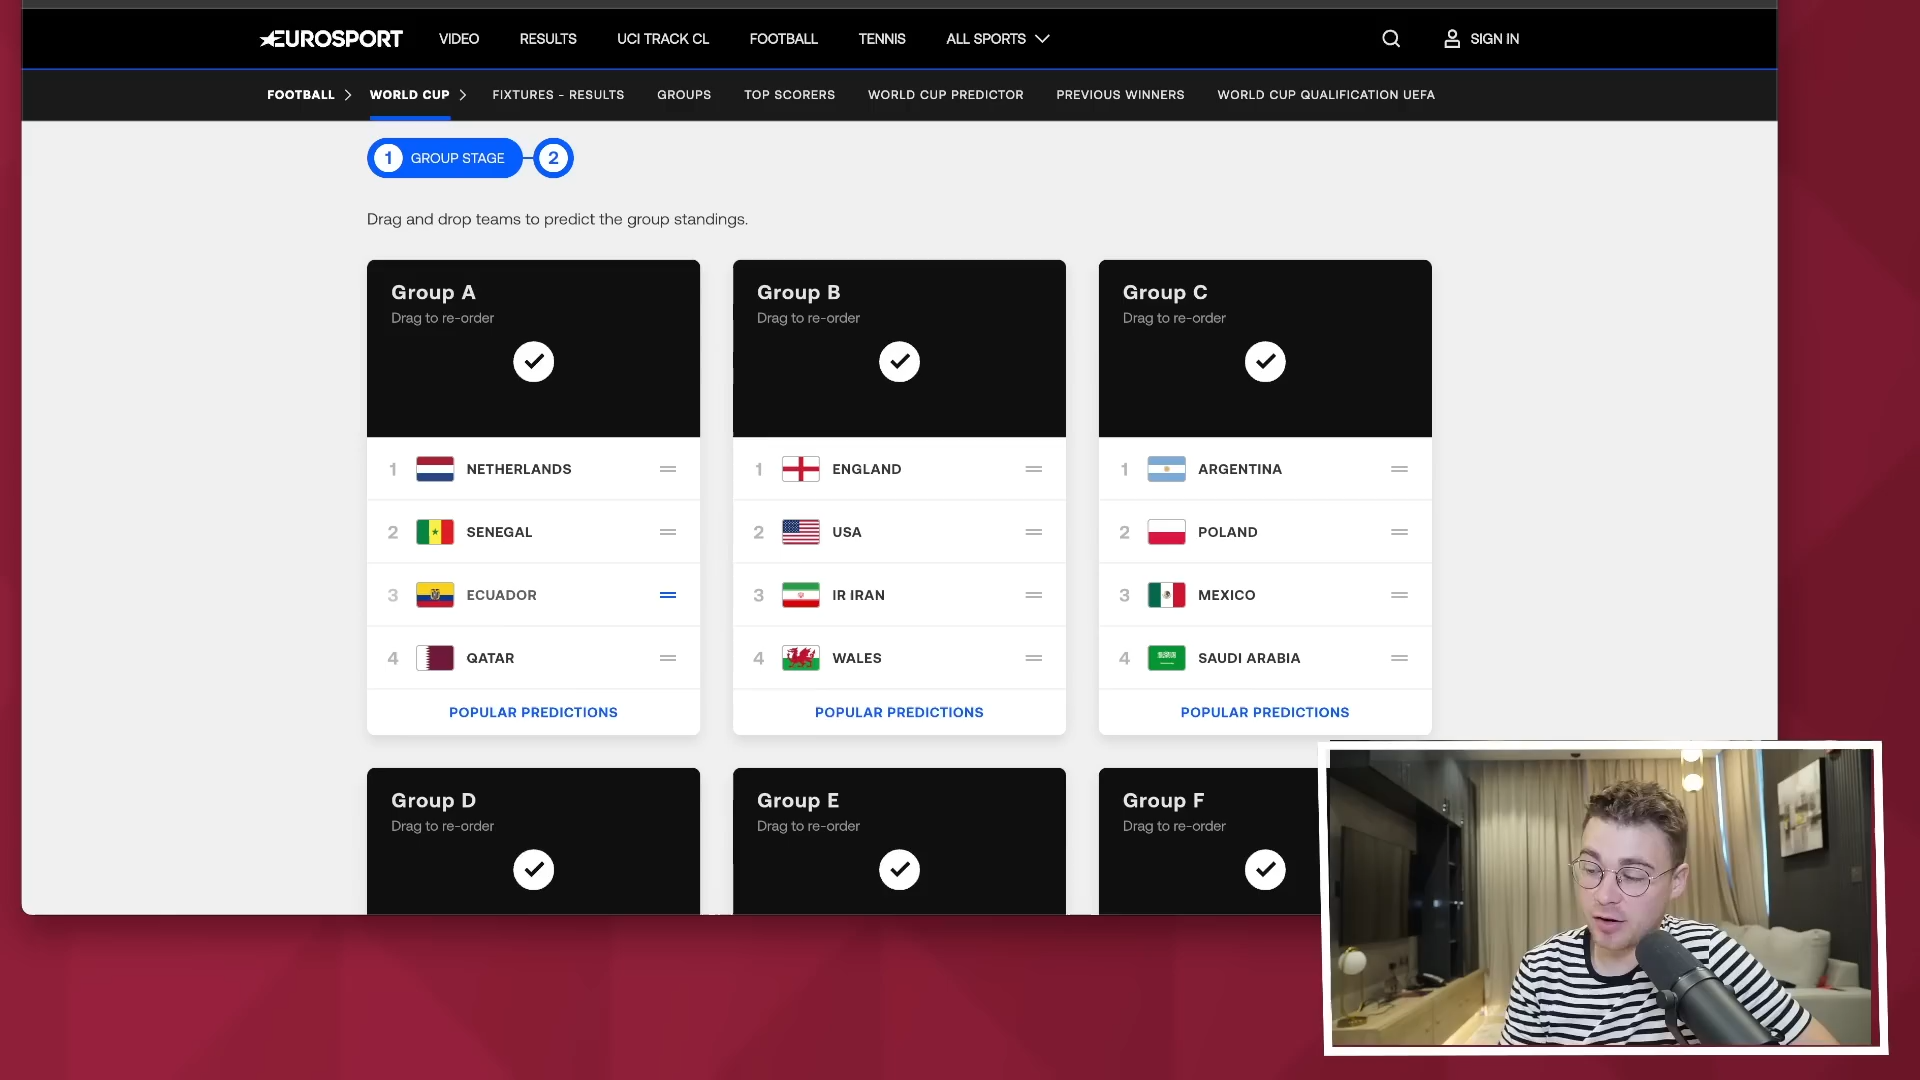 EUROSPORT VIDEO RESULTS UCI TRACK CL FOOTBALL TENNIS ALL SPORTS SIGN IN
FOOTBALL WORLD CUP FIXTURES - RESULTS GROUPS TOP SCORERS WORLD CUP PREDICTOR PREVIOUS WINNERS WORLD CUP QUALIFICATION UEFA
1 GROUP STAGE 2
Drag and drop teams to predict the group standings.
Group A
Drag to re-order
1 NETHERLANDS
2 SENEGAL
3 ECUADOR
4 QATAR
POPULAR PREDICTIONS
Group B
Drag to re-order
1 ENGLAND
2 USA
3 IR IRAN
4 WALES
POPULAR PREDICTIONS
Group C
Drag to re-order
1 ARGENTINA
2 POLAND
3 MEXICO
4 SAUDI ARABIA
POPULAR PREDICTIONS
Group D
Drag to re-order
Group E
Drag to re-order
Group F
Drag to re-order